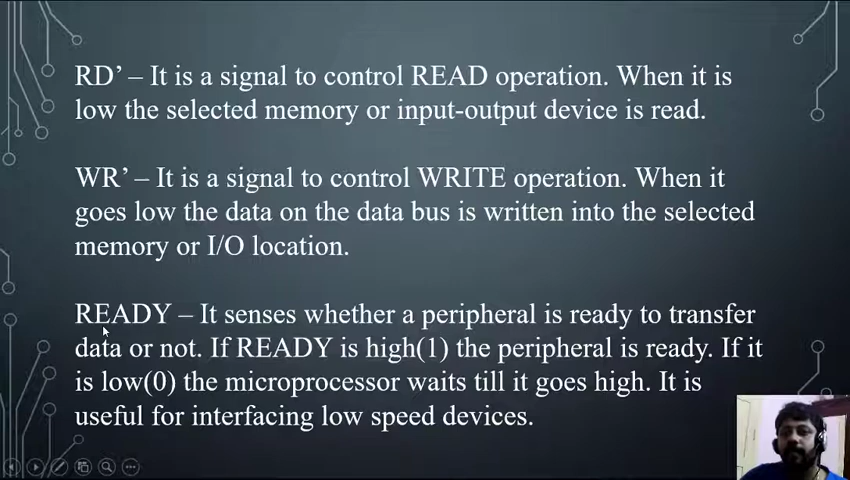 RD’ – It is a signal to control READ operation. When it is
low the selected memory or input-output device is read.
WR’ – It is a signal to control WRITE operation. When it
goes low the data on the data bus is written into the selected
memory or I/O location.
READY – It senses whether a peripheral is ready to transfer
data or not. If READY is high(1) the peripheral is ready. If it
is low(0) the microprocessor waits till it goes high. It is
useful for interfacing low speed devices.